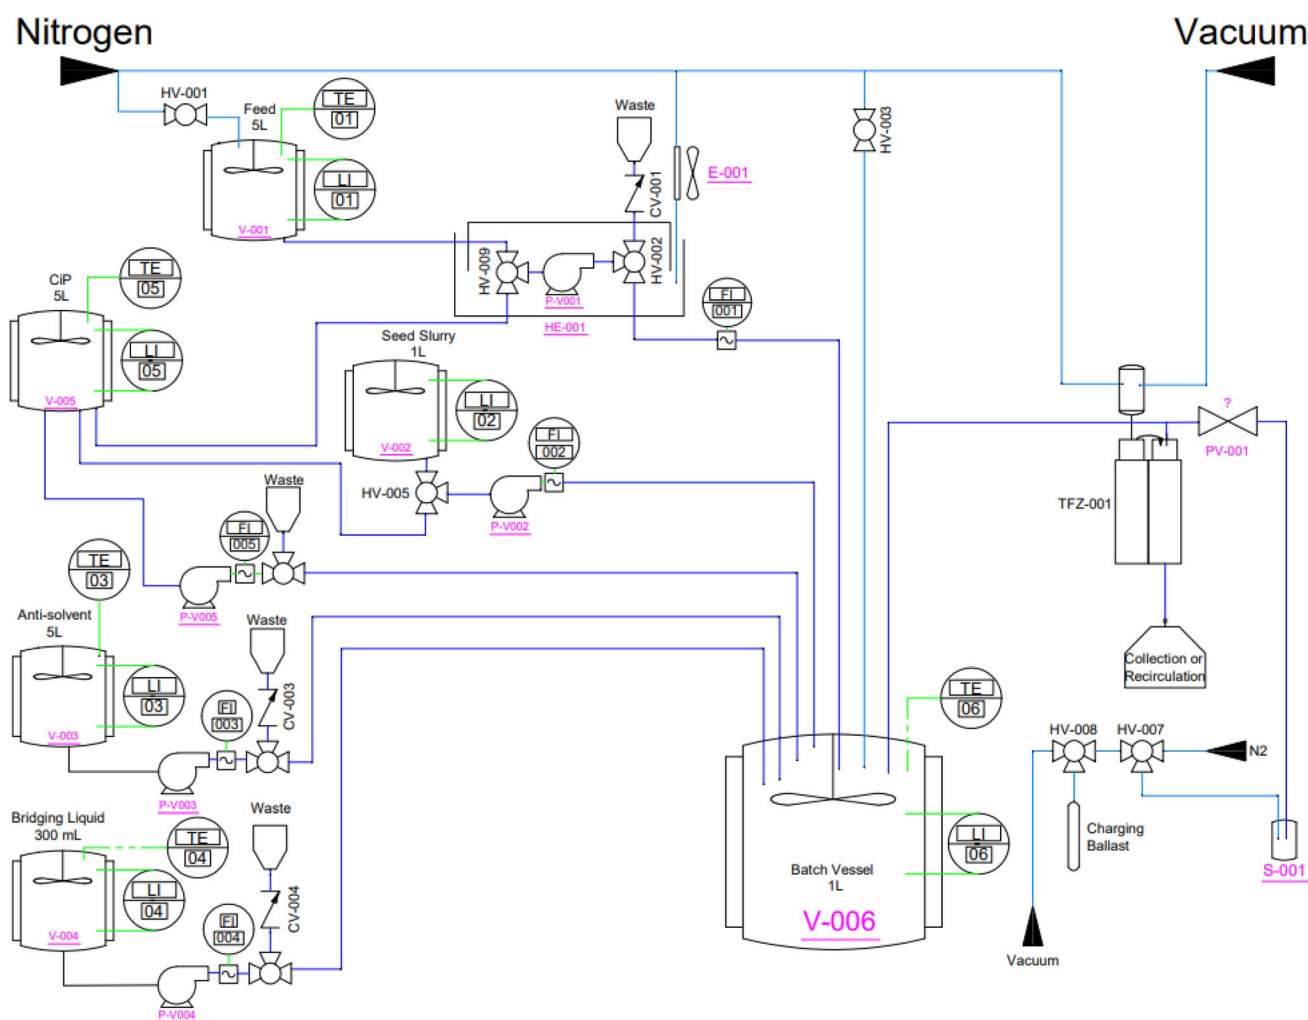 Nitrogen
Vacuum
HV-001
Feed
5L
TE
01
LI
01
V-001
Waste
CV-001
E-001
HV-003
HV-009
P-V001
HV-002
HE-001
FI
001
CiP
5L
TE
05
LI
05
V-005
Seed Slurry
1L
LI
02
V-002
HV-005
FI
002
P-V002
?
PV-001
TFZ-001
Collection or
Recirculation
Waste
FI
005
P-V005
TE
03
Anti-solvent
5L
LI
03
V-003
Waste
CV-003
FI
003
P-V003
Bridging Liquid
300 mL
TE
04
LI
04
V-004
Waste
CV-004
FI
004
P-V004
TE
06
LI
06
Batch Vessel
1L
V-006
HV-008
HV-007
N2
Charging
Ballast
S-001
Vacuum